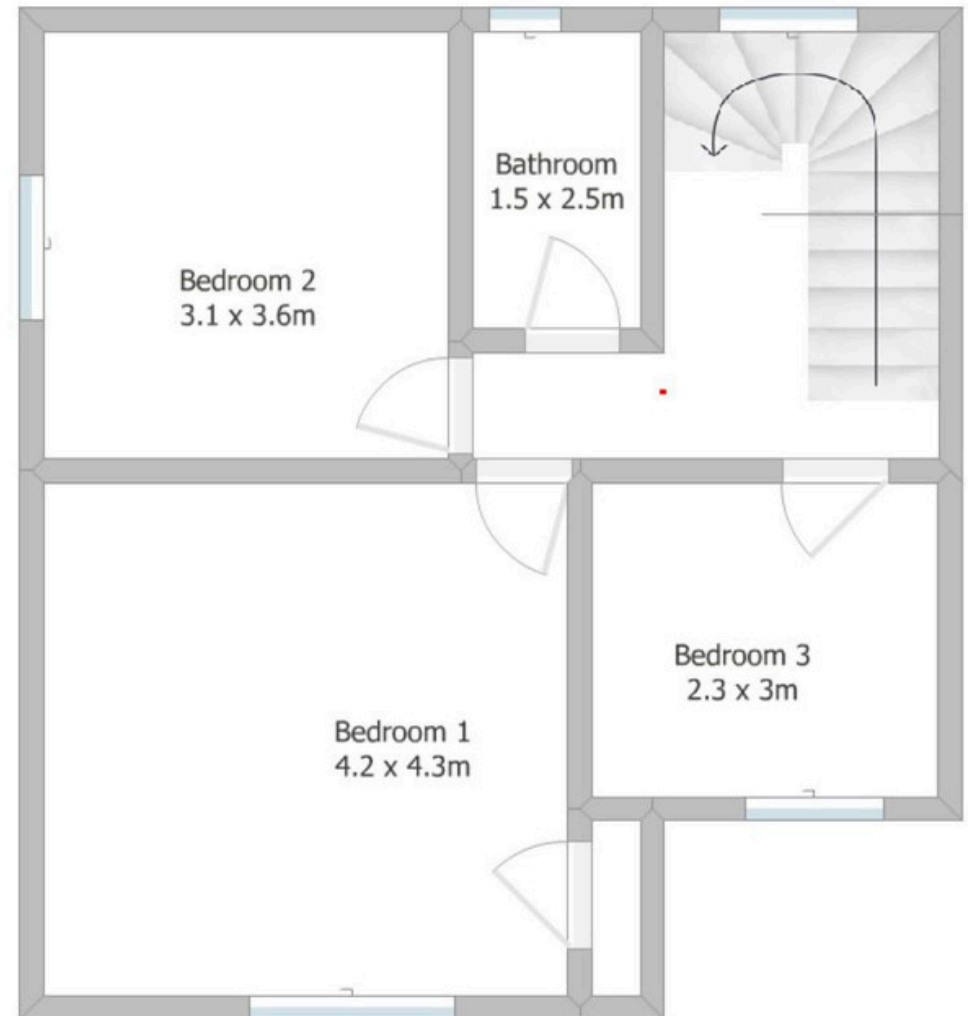 Bathroom
1.5 x 2.5m
Bedroom 2
3.1 x 3.6m
Bedroom 3
2.3 x 3m
Bedroom 1
4.2 x 4.3m